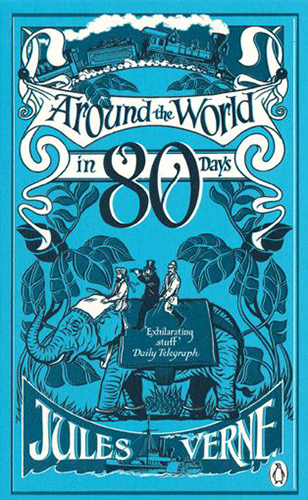 Around the World
in 80 Days
'Exhilarating
stuff'
Daily Telegraph
JULES VERNE